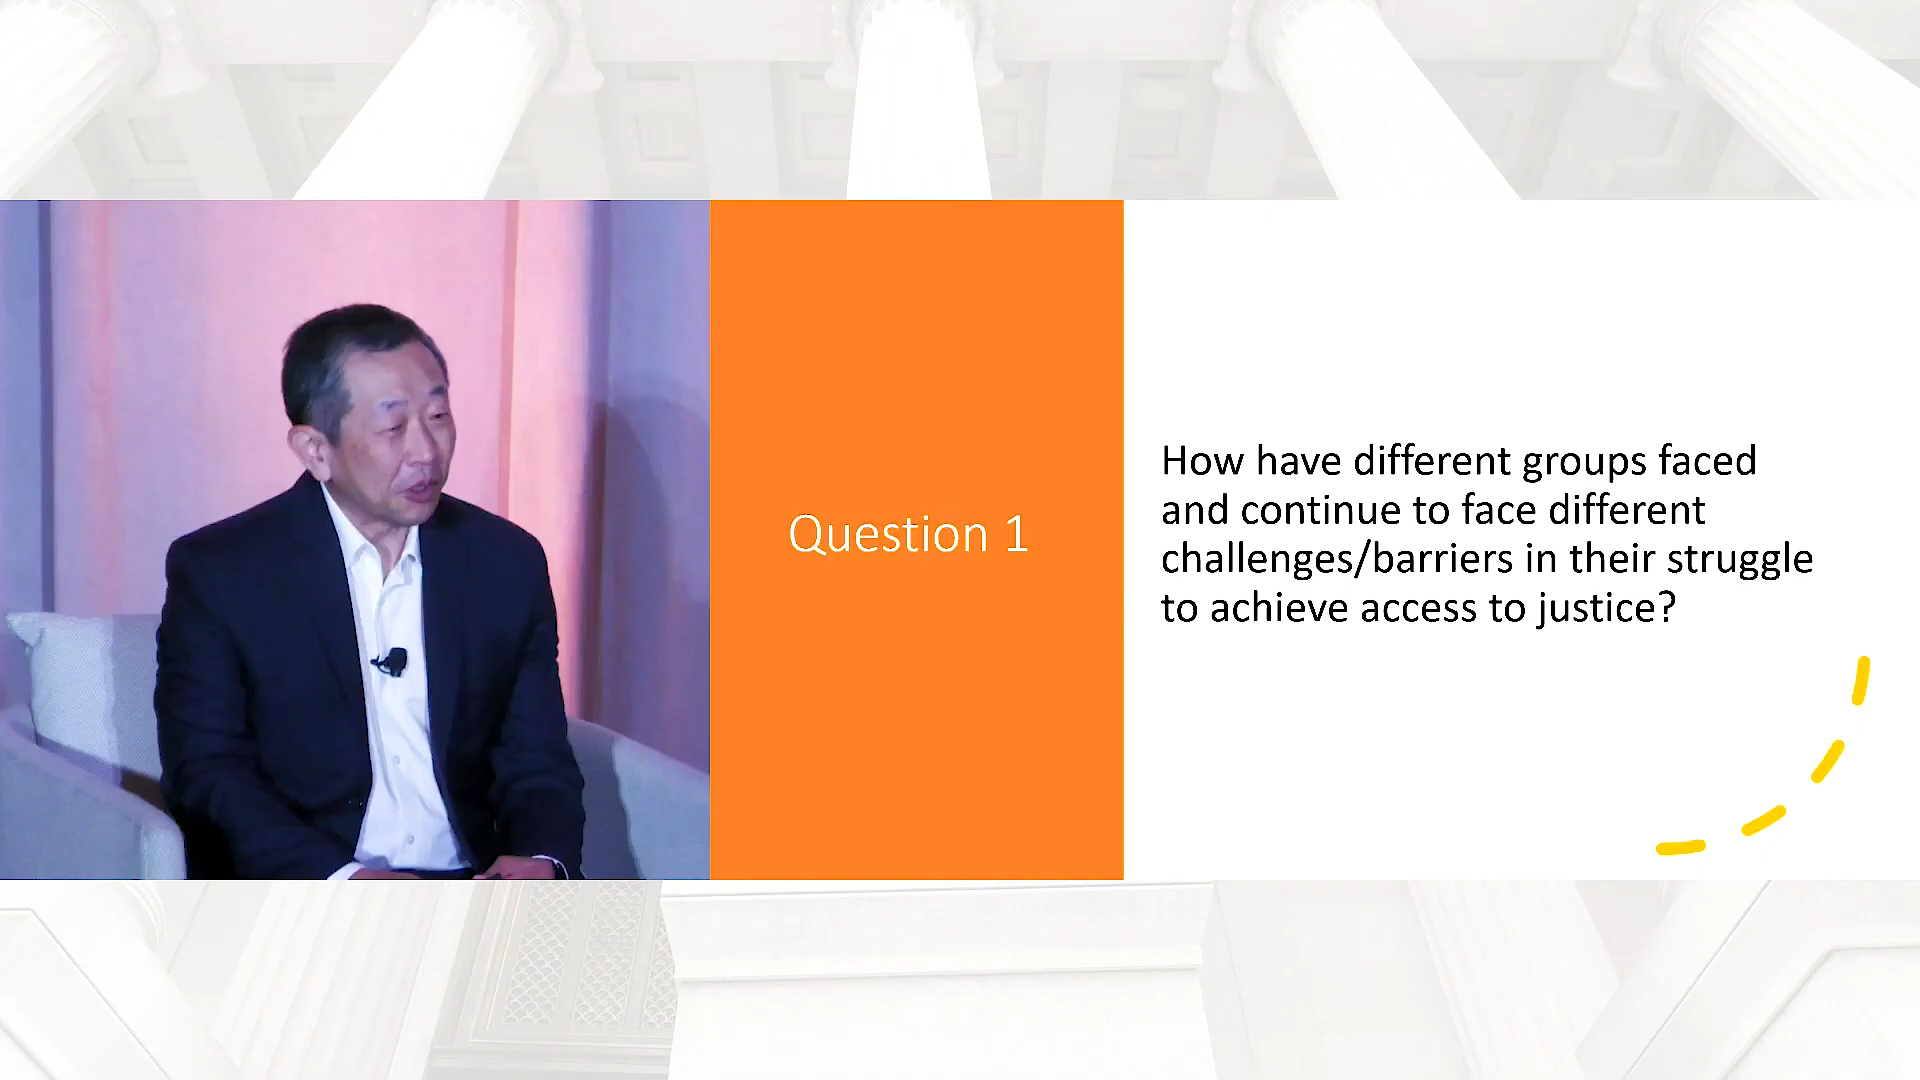 Question 1
How have different groups faced
and continue to face different
challenges/barriers in their struggle
to achieve access to justice?